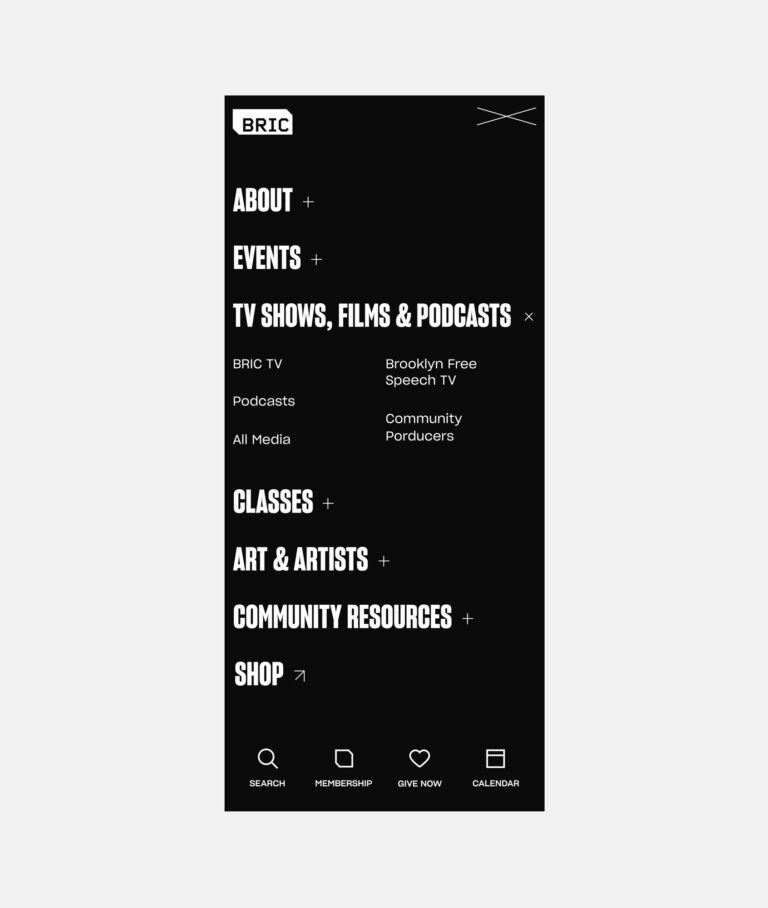 BRIC
ABOUT +
EVENTS +
TV SHOWS, FILMS & PODCASTS ×
BRIC TV
Podcasts
All Media
Brooklyn Free
Speech TV
Community
Porducers
CLASSES +
ART & ARTISTS +
COMMUNITY RESOURCES +
SHOP ↗
SEARCH
MEMBERSHIP
GIVE NOW
CALENDAR